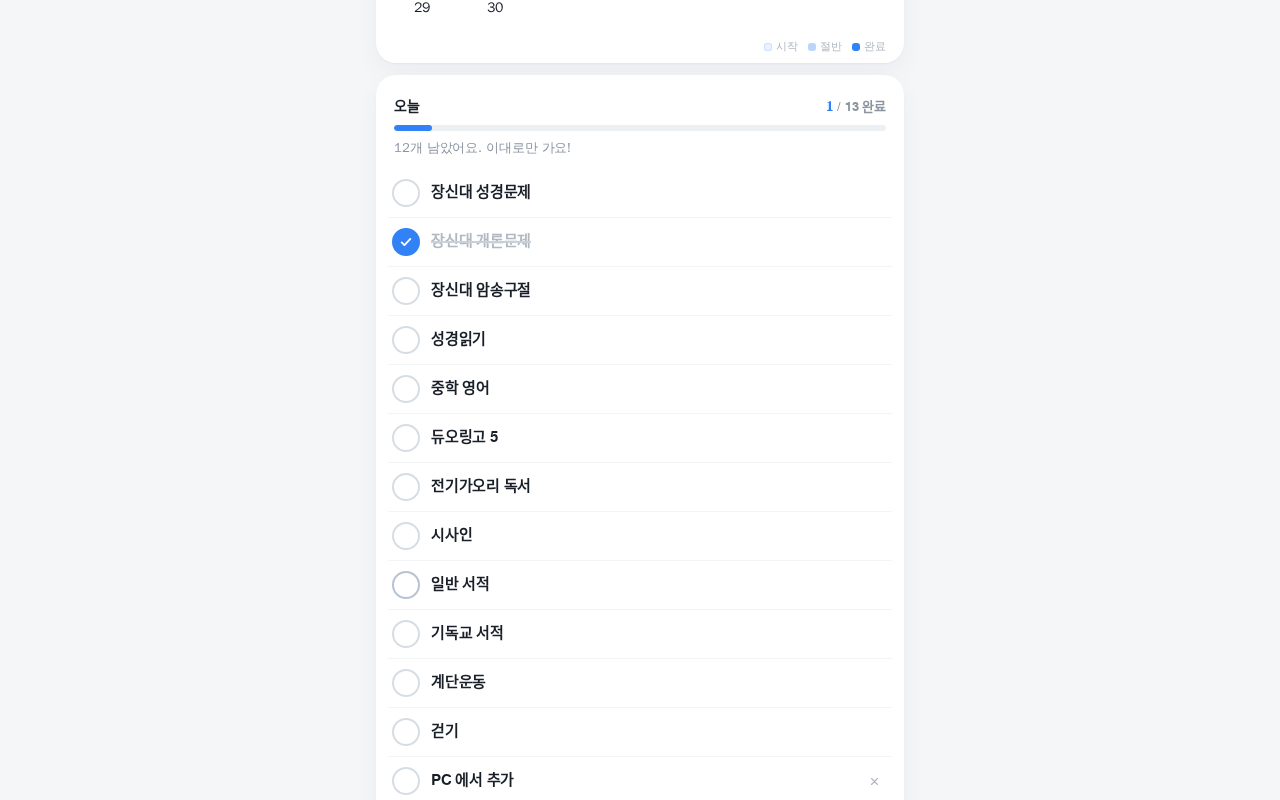 29 30
시작 절반 완료
오늘 1 / 13 완료
12개 남았어요. 이대로만 가요!
장신대 성경문제
장신대 개론문제
장신대 암송구절
성경읽기
중학 영어
듀오링고 5
전기가오리 독서
시사인
일반 서적
기독교 서적
계단운동
걷기
PC 에서 추가 ×